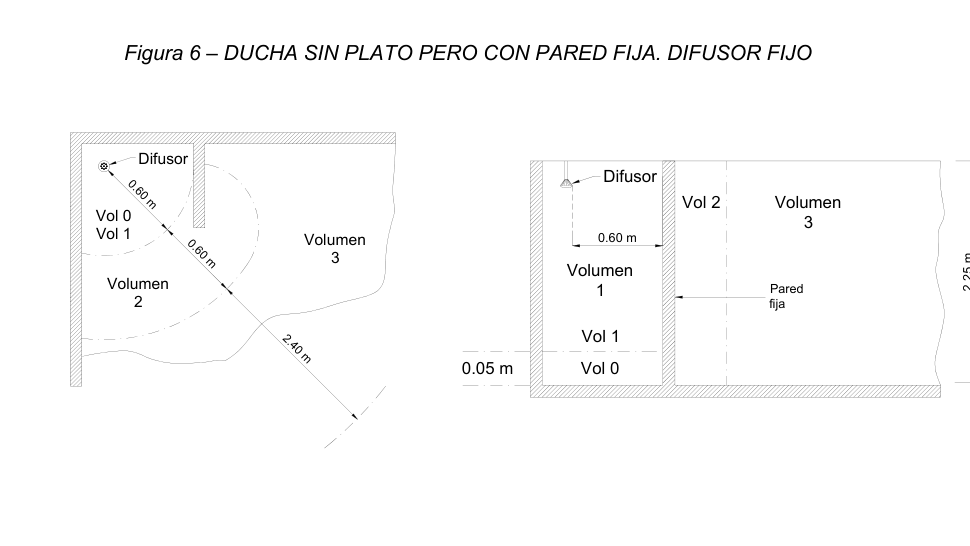 Figura 6 – DUCHA SIN PLATO PERO CON PARED FIJA. DIFUSOR FIJO
Difusor
0.60 m
Vol 0
Vol 1
0.60 m
Volumen
2
Volumen
3
2.40 m
Difusor
Vol 2
Volumen
3
0.60 m
Volumen
1
Pared
fija
Vol 1
0.05 m
Vol 0
2.25 m